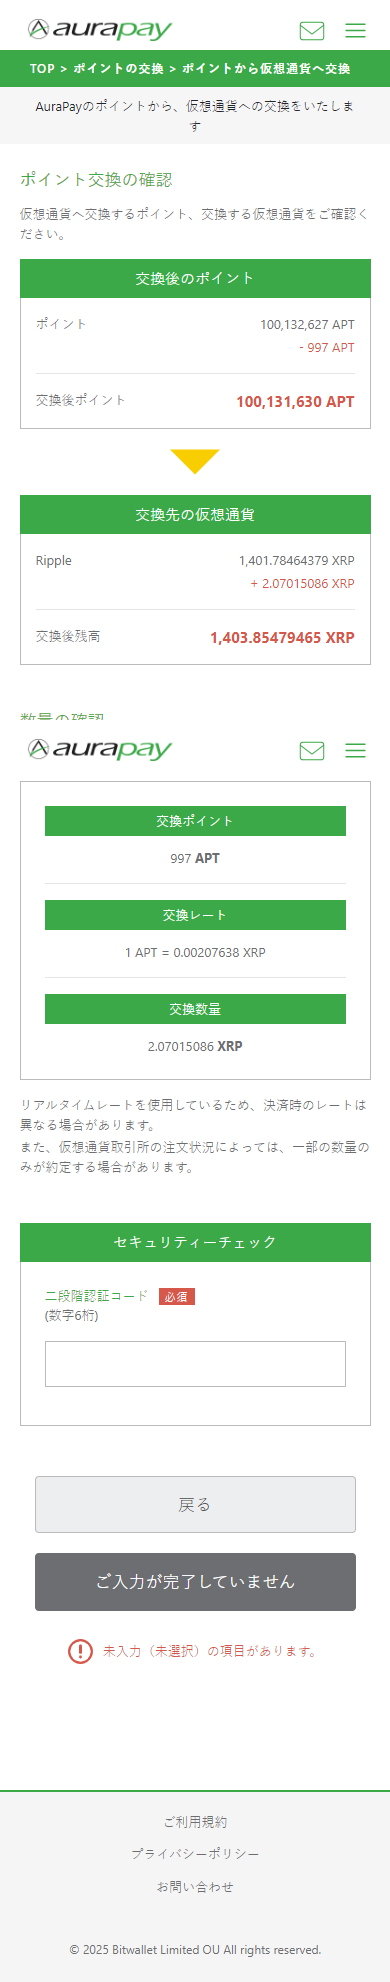 aurapay
TOP > ポイントの交換 > ポイントから仮想通貨へ交換
AuraPayのポイントから、仮想通貨への交換をいたしま
す
ポイント交換の確認
仮想通貨へ交換するポイント、交換する仮想通貨をご確認く
ださい。
交換後のポイント
ポイント 100,132,627 APT
- 997 APT
交換後ポイント 100,131,630 APT
交換先の仮想通貨
Ripple 1,401.78464379 XRP
+ 2.07015086 XRP
交換後残高 1,403.85479465 XRP
数量の確認
aurapay
交換ポイント
997 APT
交換レート
1 APT = 0.00207638 XRP
交換数量
2.07015086 XRP
リアルタイムレートを使用しているため、決済時のレートは
異なる場合があります。
また、仮想通貨取引所の注文状況によっては、一部の数量の
みが約定する場合があります。
セキュリティーチェック
二段階認証コード 必須
(数字6桁)
戻る
ご入力が完了していません
未入力（未選択）の項目があります。
ご利用規約
プライバシーポリシー
お問い合わせ
© 2025 Bitwallet Limited OU All rights reserved.